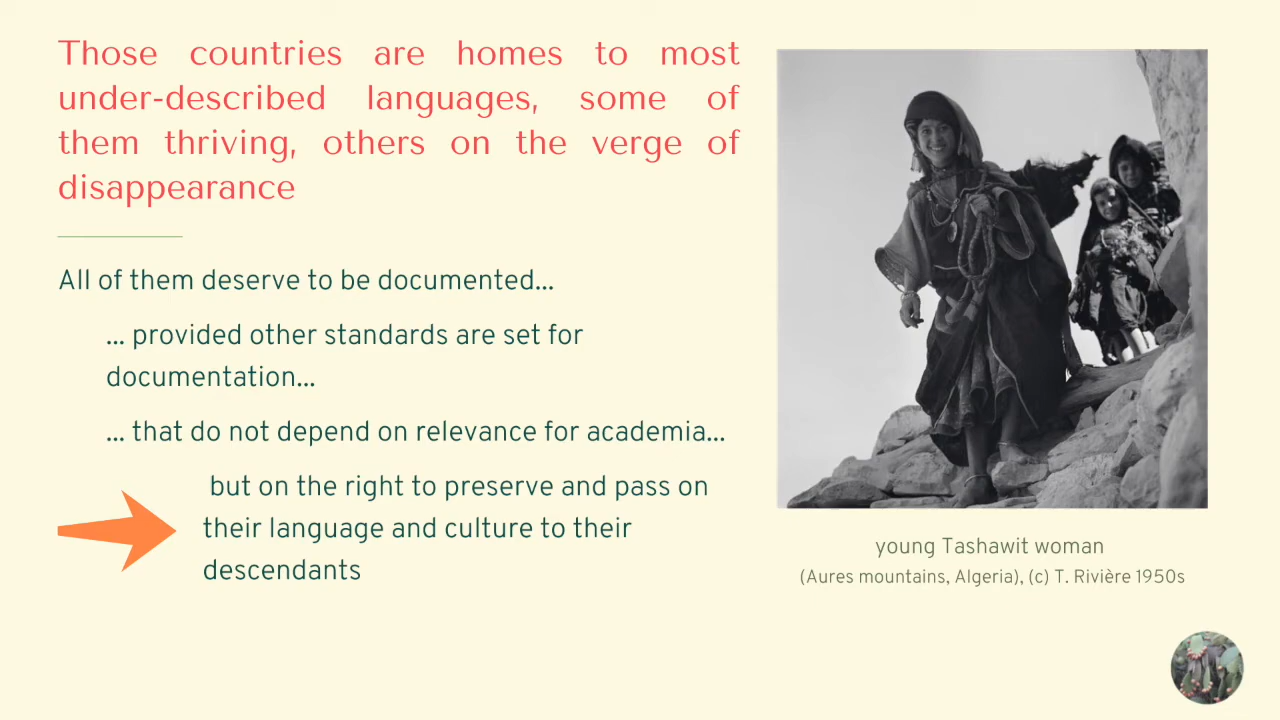 Those countries are homes to most
under-described languages, some of
them thriving, others on the verge of
disappearance
All of them deserve to be documented...
... provided other standards are set for
documentation...
... that do not depend on relevance for academia...
but on the right to preserve and pass on
their language and culture to their
descendants
young Tashawit woman
(Aures mountains, Algeria), (c) T. Rivière 1950s